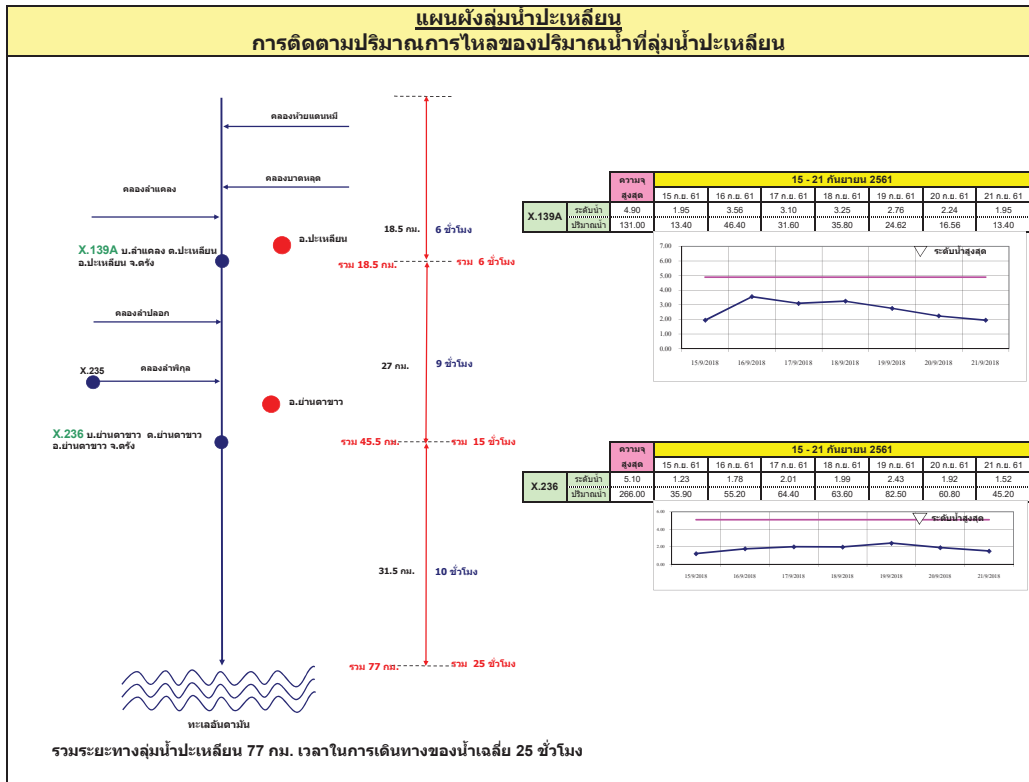 แผนผังลุ่มน้ำปะเหลียน
การติดตามปริมาณการไหลของปริมาณน้ำที่ลุ่มน้ำปะเหลียน
คลองห้วยแดนหมี
คลองบาดหลุด
คลองลำแคลง
X.139A บ.ลำแคลง ต.ปะเหลียน
อ.ปะเหลียน จ.ตรัง
อ.ปะเหลียน
18.5 กม. 6 ชั่วโมง
รวม 18.5 กม. รวม 6 ชั่วโมง
คลองลำปลอก
X.235 คลองลำพิกุล
27 กม. 9 ชั่วโมง
อ.ย่านตาขาว
X.236 บ.ย่านตาขาว ต.ย่านตาขาว
อ.ย่านตาขาว จ.ตรัง
รวม 45.5 กม. รวม 15 ชั่วโมง
31.5 กม. 10 ชั่วโมง
รวม 77 กม. รวม 25 ชั่วโมง
ทะเลอันดามัน
รวมระยะทางลุ่มน้ำปะเหลียน 77 กม. เวลาในการเดินทางของน้ำเฉลี่ย 25 ชั่วโมง
ความจุ 15 - 21 กันยายน 2561
สูงสุด 15 ก.ย. 61 16 ก.ย. 61 17 ก.ย. 61 18 ก.ย. 61 19 ก.ย. 61 20 ก.ย. 61 21 ก.ย. 61
X.139A ระดับน้ำ 4.90 1.95 3.56 3.10 3.25 2.76 2.24 1.95
ปริมาณน้ำ 131.00 13.40 46.40 31.60 35.80 24.62 16.56 13.40
ระดับน้ำสูงสุด
7.00
6.00
5.00
4.00
3.00
2.00
1.00
0.00
15/9/2018 16/9/2018 17/9/2018 18/9/2018 19/9/2018 20/9/2018 21/9/2018
ความจุ 15 - 21 กันยายน 2561
สูงสุด 15 ก.ย. 61 16 ก.ย. 61 17 ก.ย. 61 18 ก.ย. 61 19 ก.ย. 61 20 ก.ย. 61 21 ก.ย. 61
X.236 ระดับน้ำ 5.10 1.23 1.78 2.01 1.99 2.43 1.92 1.52
ปริมาณน้ำ 266.00 35.90 55.20 64.40 63.60 82.50 60.80 45.20
ระดับน้ำสูงสุด
6.00
4.00
2.00
0.00
15/9/2018 16/9/2018 17/9/2018 18/9/2018 19/9/2018 20/9/2018 21/9/2018